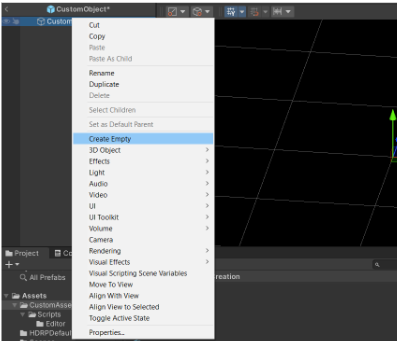 CustomObject*
Custom
Cut
Copy
Paste
Paste As Child
Rename
Duplicate
Delete
Select Children
Set as Default Parent
Create Empty
3D Object
Effects
Light
Audio
Video
UI
UI Toolkit
Volume
Camera
Rendering
Visual Effects
Visual Scripting Scene Variables
Move To View
Align With View
Align View to Selected
Toggle Active State
Properties...
Project
Co
All Prefabs
reation
Assets
CustomAsse
Scripts
Editor
HDRPDefaul